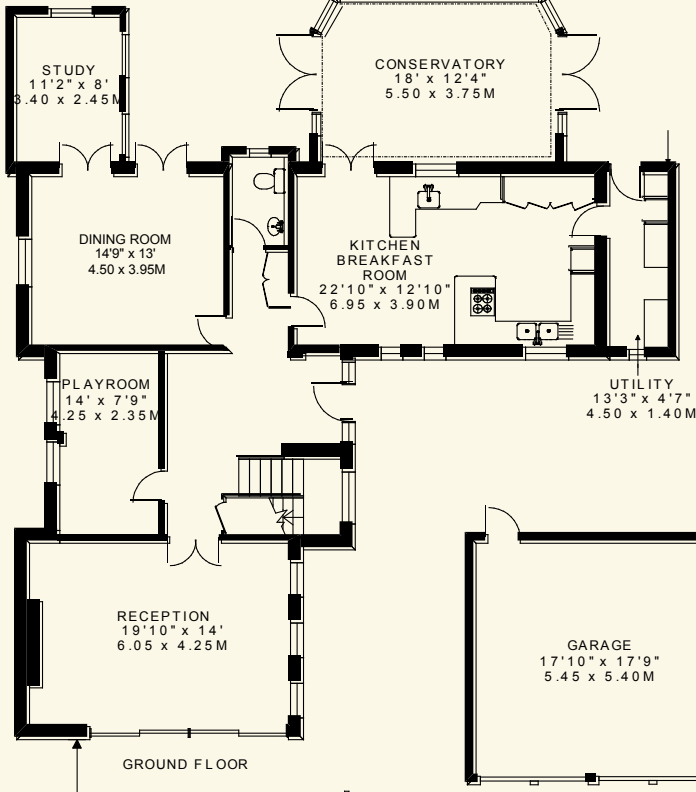 STUDY
11'2" x 8'
3.40 x 2.45M
CONSERVATORY
18' x 12'4"
5.50 x 3.75M
DINING ROOM
14'9" x 13'
4.50 x 3.95M
KITCHEN
BREAKFAST
ROOM
22'10" x 12'10"
6.95 x 3.90M
PLAYROOM
14' x 7'9"
4.25 x 2.35M
UTILITY
13'3" x 4'7"
4.50 x 1.40M
RECEPTION
19'10" x 14'
6.05 x 4.25M
GARAGE
17'10" x 17'9"
5.45 x 5.40M
GROUND FLOOR